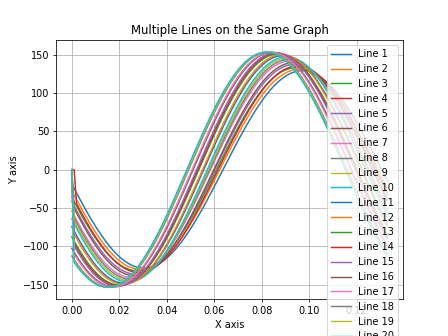 Multiple Lines on the Same Graph
150
100
50
0
−50
−100
−150
Y axis
0.00
0.02
0.04
0.06
0.08
0.10
X axis
Line 1
Line 2
Line 3
Line 4
Line 5
Line 6
Line 7
Line 8
Line 9
Line 10
Line 11
Line 12
Line 13
Line 14
Line 15
Line 16
Line 17
Line 18
Line 19
Line 20